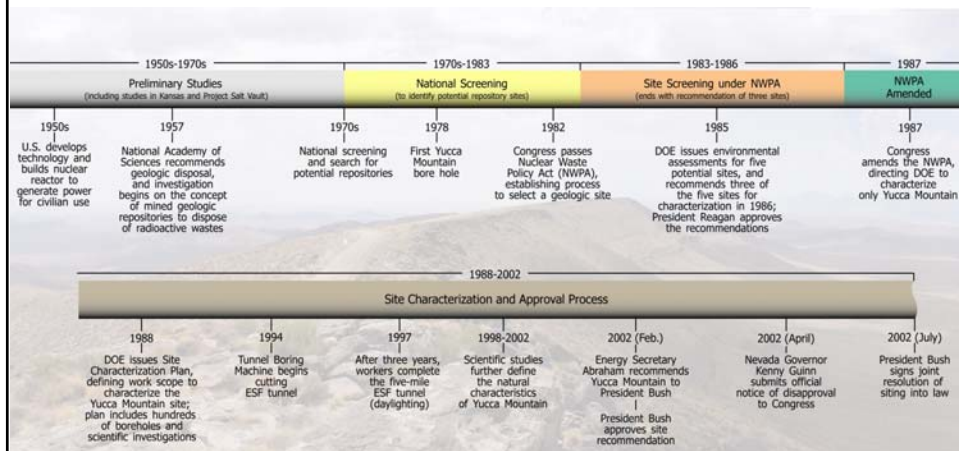 1950s-1970s
Preliminary Studies
(including studies in Kansas and Project Salt Vault)
1970s-1983
National Screening
(to identify potential repository sites)
1983-1986
Site Screening under NWPA
(ends with recommendation of three sites)
1987
NWPA
Amended
1950s
U.S. develops
technology and
builds nuclear
reactor to
generate power
for civilian use
1957
National Academy of
Sciences recommends
geologic disposal,
and investigation
begins on the concept
of mined geologic
repositories to dispose
of radioactive wastes
1970s
National screening
and search for
potential repositories
1978
First Yucca
Mountain
bore hole
1982
Congress passes
Nuclear Waste
Policy Act (NWPA),
establishing process
to select a geologic site
1985
DOE issues environmental
assessments for five
potential sites, and
recommends three of
the five sites for
characterization in 1986;
President Reagan approves
the recommendations
1987
Congress
amends the NWPA,
directing DOE to
characterize
only Yucca Mountain
1988-2002
Site Characterization and Approval Process
1988
DOE issues Site
Characterization Plan,
defining work scope to
characterize the
Yucca Mountain site;
plan includes hundreds
of boreholes and
scientific investigations
1994
Tunnel Boring
Machine begins
cutting
ESF tunnel
1997
After three years,
workers complete
the five-mile
ESF tunnel
(daylighting)
1998-2002
Scientific studies
further define
the natural
characteristics
of Yucca Mountain
2002 (Feb.)
Energy Secretary
Abraham recommends
Yucca Mountain to
President Bush
President Bush
approves site
recommendation
2002 (April)
Nevada Governor
Kenny Guinn
submits official
notice of disapproval
to Congress
2002 (July)
President Bush
signs joint
resolution of
siting into law